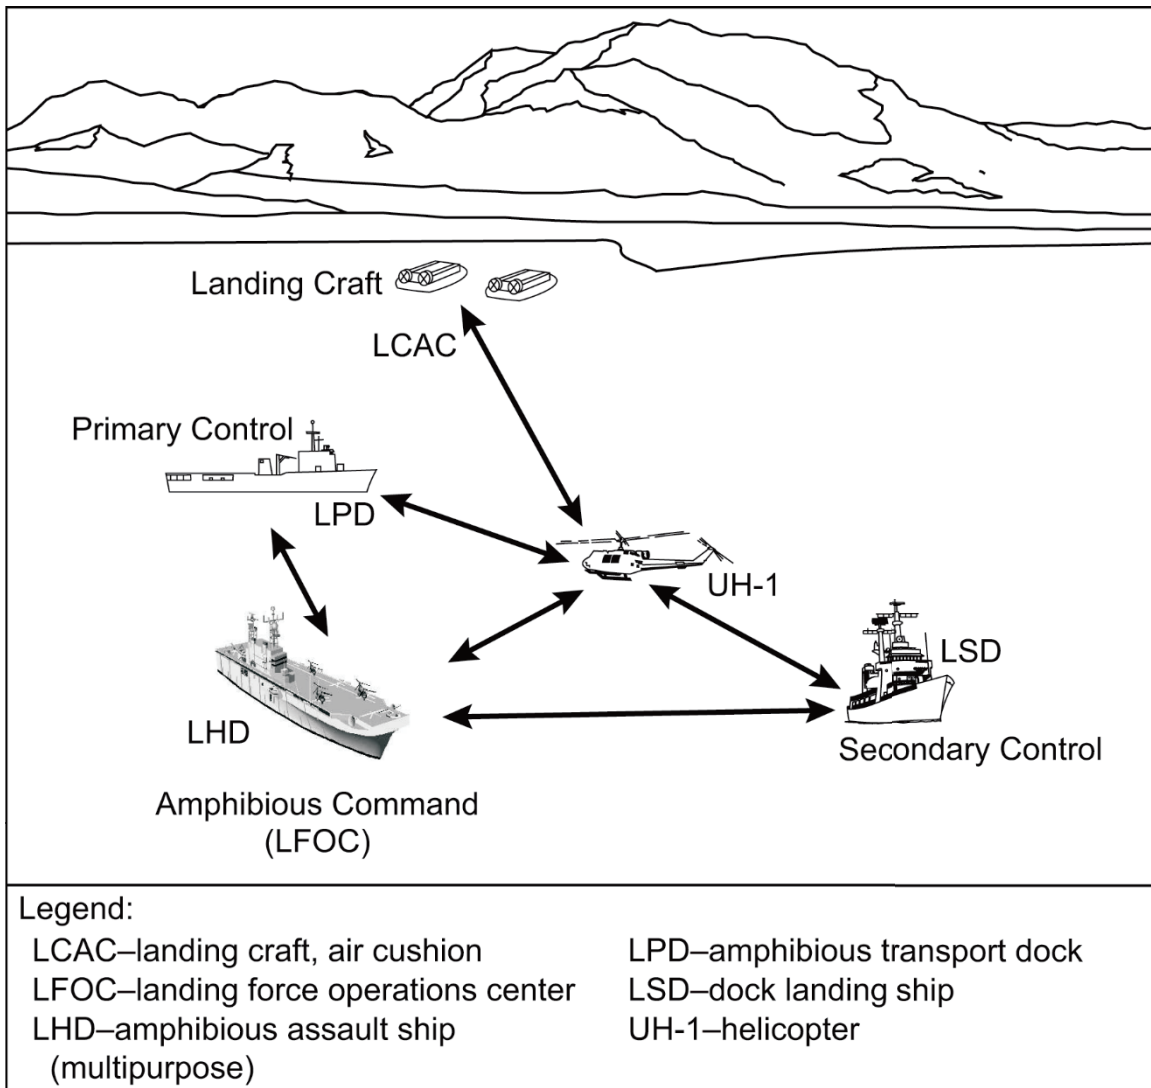 Landing Craft
LCAC
Primary Control
LPD
UH-1
LSD
LHD
Secondary Control
Amphibious Command
(LFOC)
Legend:
LCAC–landing craft, air cushion
LFOC–landing force operations center
LHD–amphibious assault ship
(multipurpose)
LPD–amphibious transport dock
LSD–dock landing ship
UH-1–helicopter